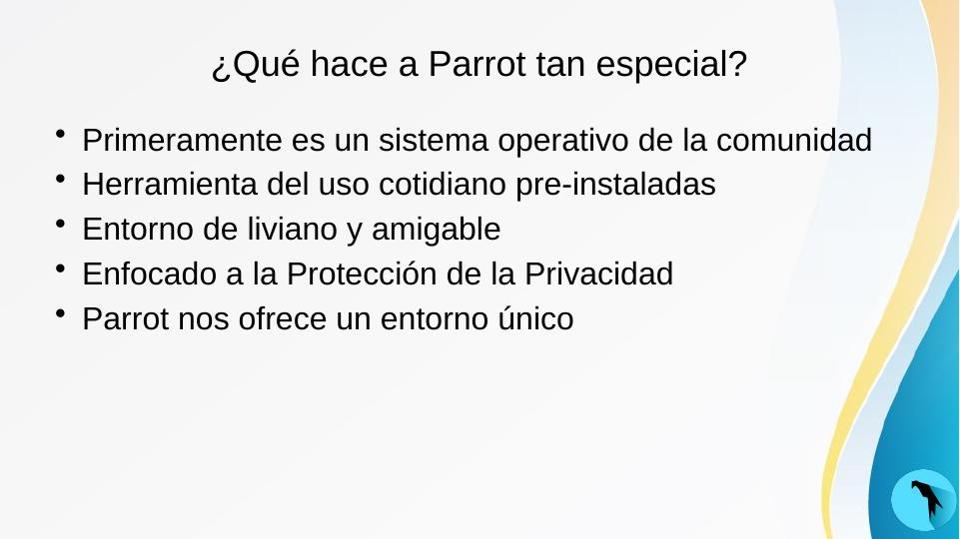 ¿Qué hace a Parrot tan especial?
• Primeramente es un sistema operativo de la comunidad
• Herramienta del uso cotidiano pre-instaladas
• Entorno de liviano y amigable
• Enfocado a la Protección de la Privacidad
• Parrot nos ofrece un entorno único